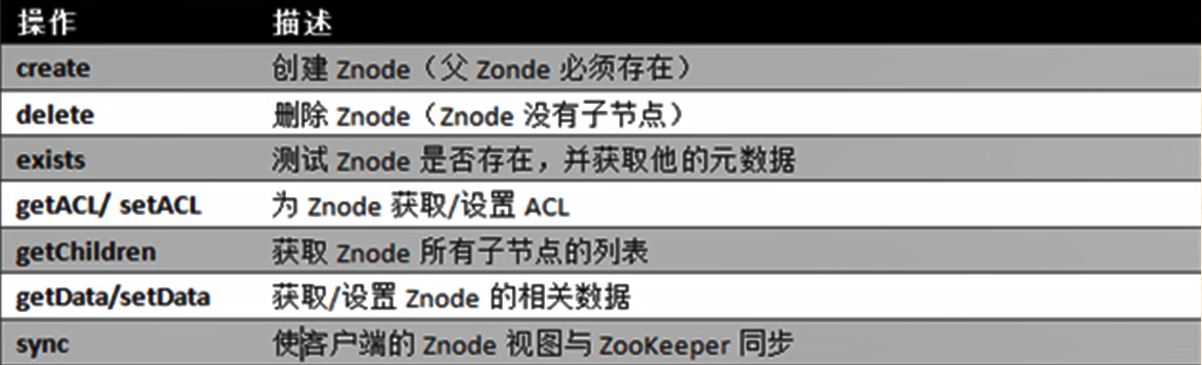 操作 描述
create 创建 Znode（父 Zonde 必须存在）
delete 删除 Znode（Znode 没有子节点）
exists 测试 Znode 是否存在，并获取他的元数据
getACL/ setACL 为 Znode 获取/设置 ACL
getChildren 获取 Znode 所有子节点的列表
getData/setData 获取/设置 Znode 的相关数据
sync 使客户端的 Znode 视图与 ZooKeeper 同步